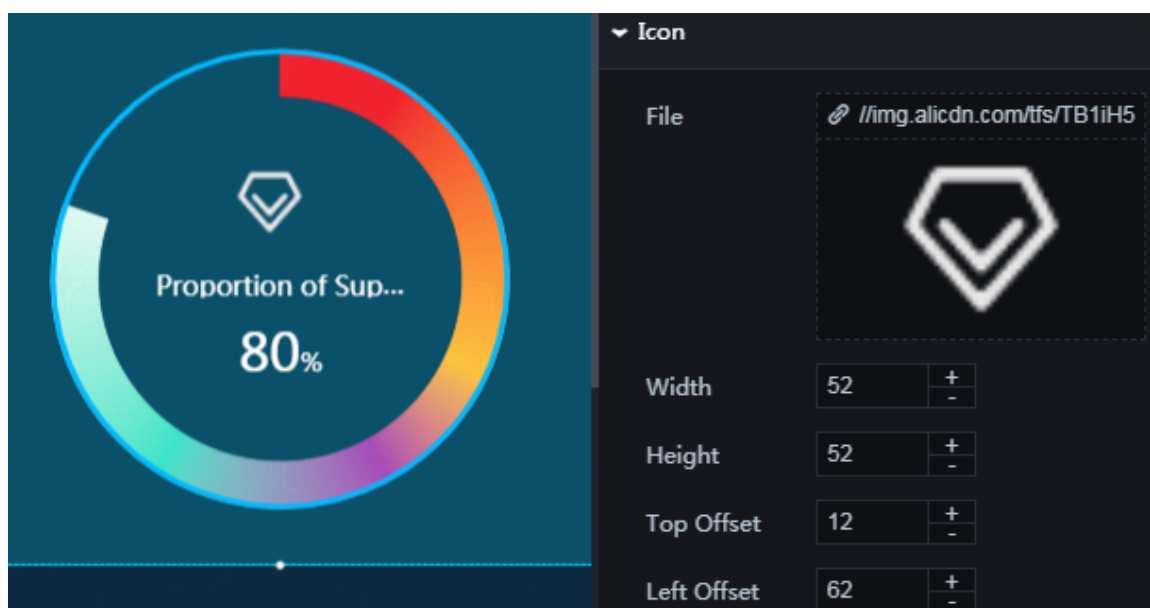 Proportion of Sup...
80%
Icon
File
//img.alicdn.com/tfs/TB1iH5
Width
52
+
-
Height
52
+
-
Top Offset
12
+
-
Left Offset
62
+
-